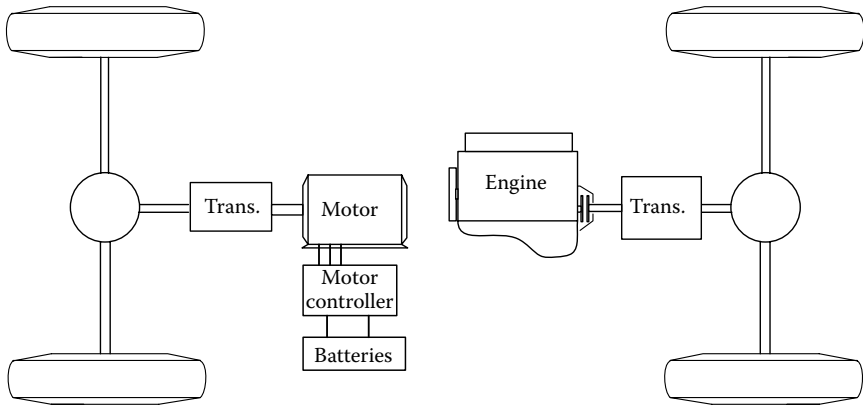 Trans.
Motor
Motor
controller
Batteries
Engine
Trans.